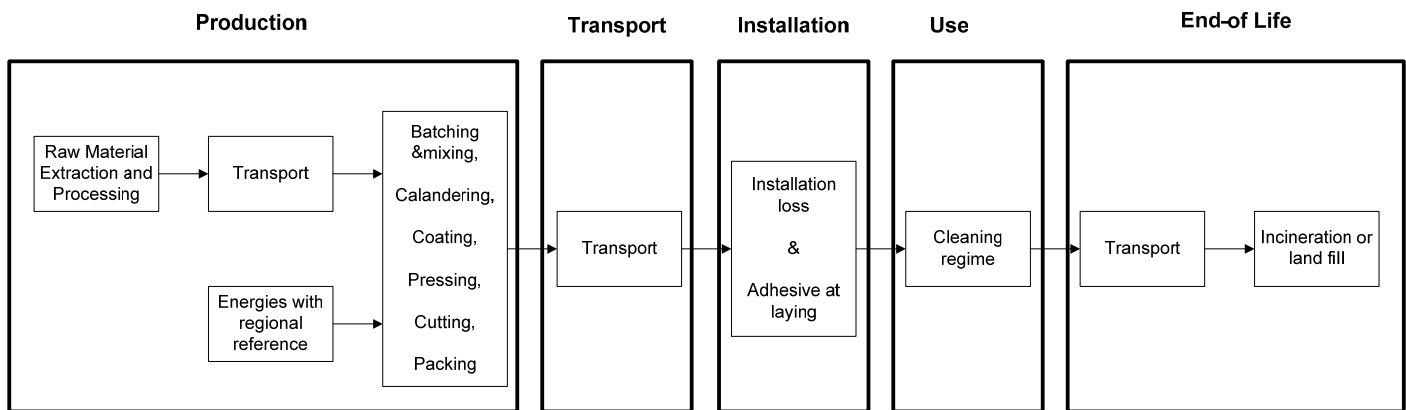 Production
Transport
Installation
Use
End-of Life
Raw Material
Extraction and
Processing
Transport
Energies with
regional
reference
Batching
&mixing,
Calandering,
Coating,
Pressing,
Cutting,
Packing
Transport
Installation
loss
&
Adhesive at
laying
Cleaning
regime
Transport
Incineration or
land fill